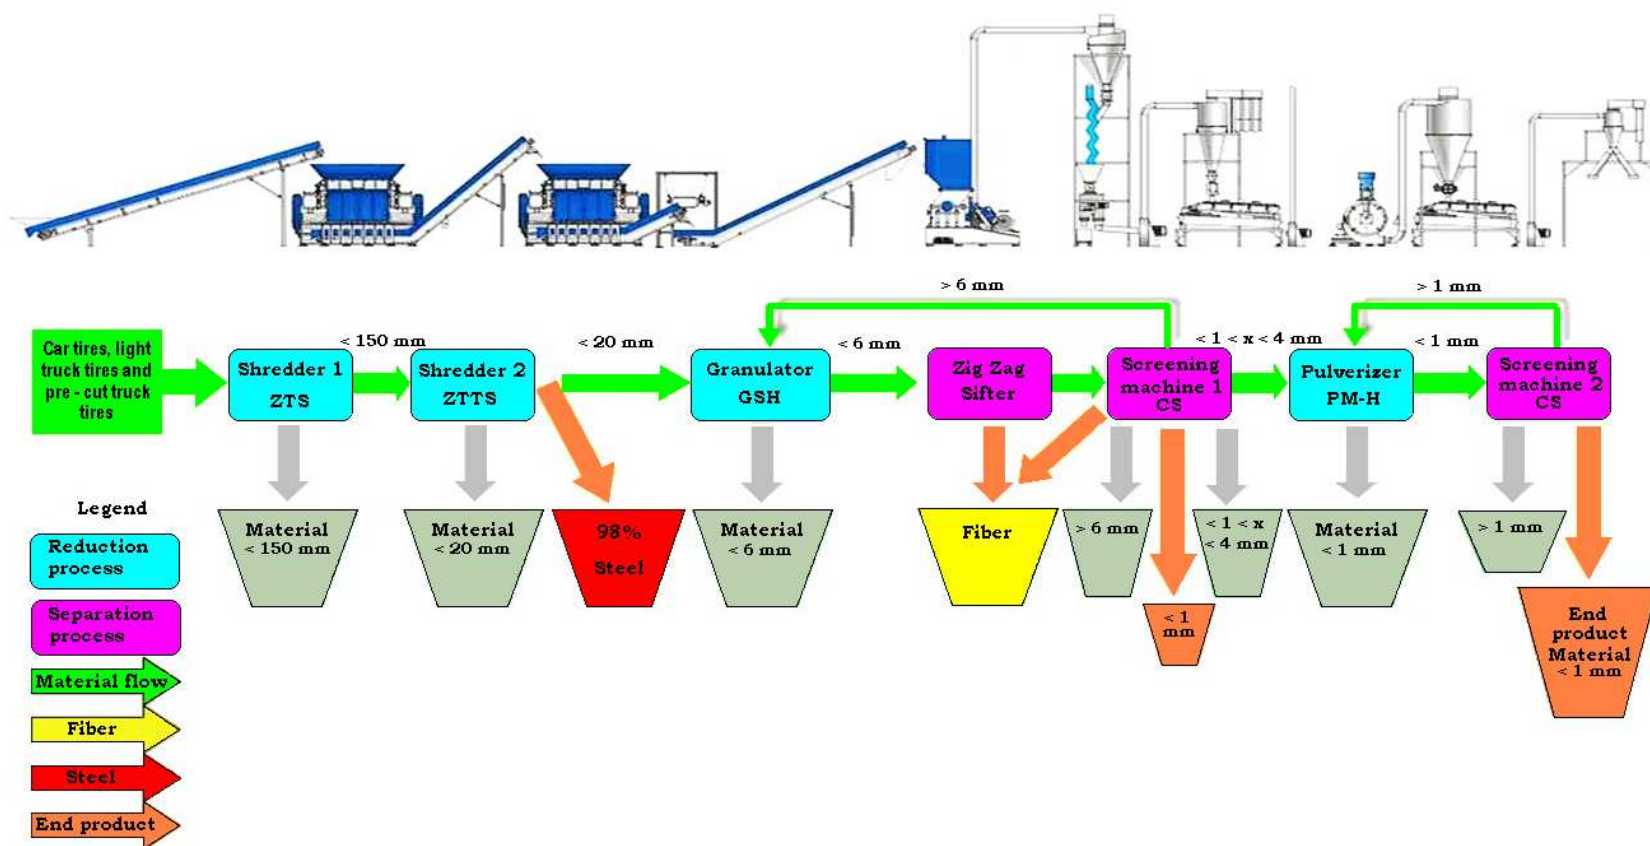 > 6 mm
> 1 mm
< 150 mm
< 20 mm
< 6 mm
< 1 < x < 4 mm
< 1 mm
Car tires, light
truck tires and
pre - cut truck
tires
Shredder 1
ZTS
Shredder 2
ZTTS
Granulator
GSH
Zig Zag
Sifter
Screening
machine 1
CS
Pulverizer
PM-H
Screening
machine 2
CS
Legend
Reduction
process
Separation
process
Material flow
Fiber
Steel
End product
Material
< 150 mm
Material
< 20 mm
98%
Steel
Material
< 6 mm
Fiber
> 6 mm
< 1
mm
< 1 < x
< 4 mm
Material
< 1 mm
> 1 mm
End
product
Material
< 1 mm